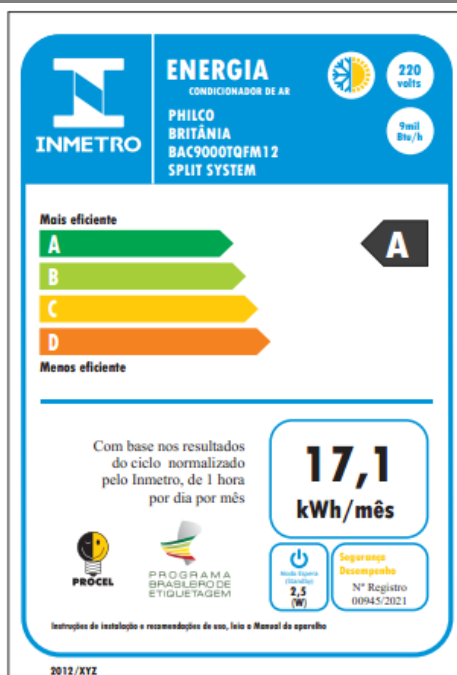 INMETRO
ENERGIA
CONDICIONADOR DE AR
PHILCO
BRITÂNIA
BAC9000TQFM12
SPLIT SYSTEM
220
volts
9mil
Btu/h
Mais eficiente
A
A
B
C
D
Menos eficiente
Com base nos resultados
do ciclo normalizado
pelo Inmetro, de 1 hora
por dia por mês
17,1
kWh/mês
PROCEL
PROGRAMA
BRASILEIRO DE
ETIQUETAGEM
Modo Espera
(Standby)
2,5
(W)
Segurança
Desempenho
Nº Registro
00945/2021
Instruções de instalação e recomendações de uso, leia o Manual do aparelho
2012/XYZ